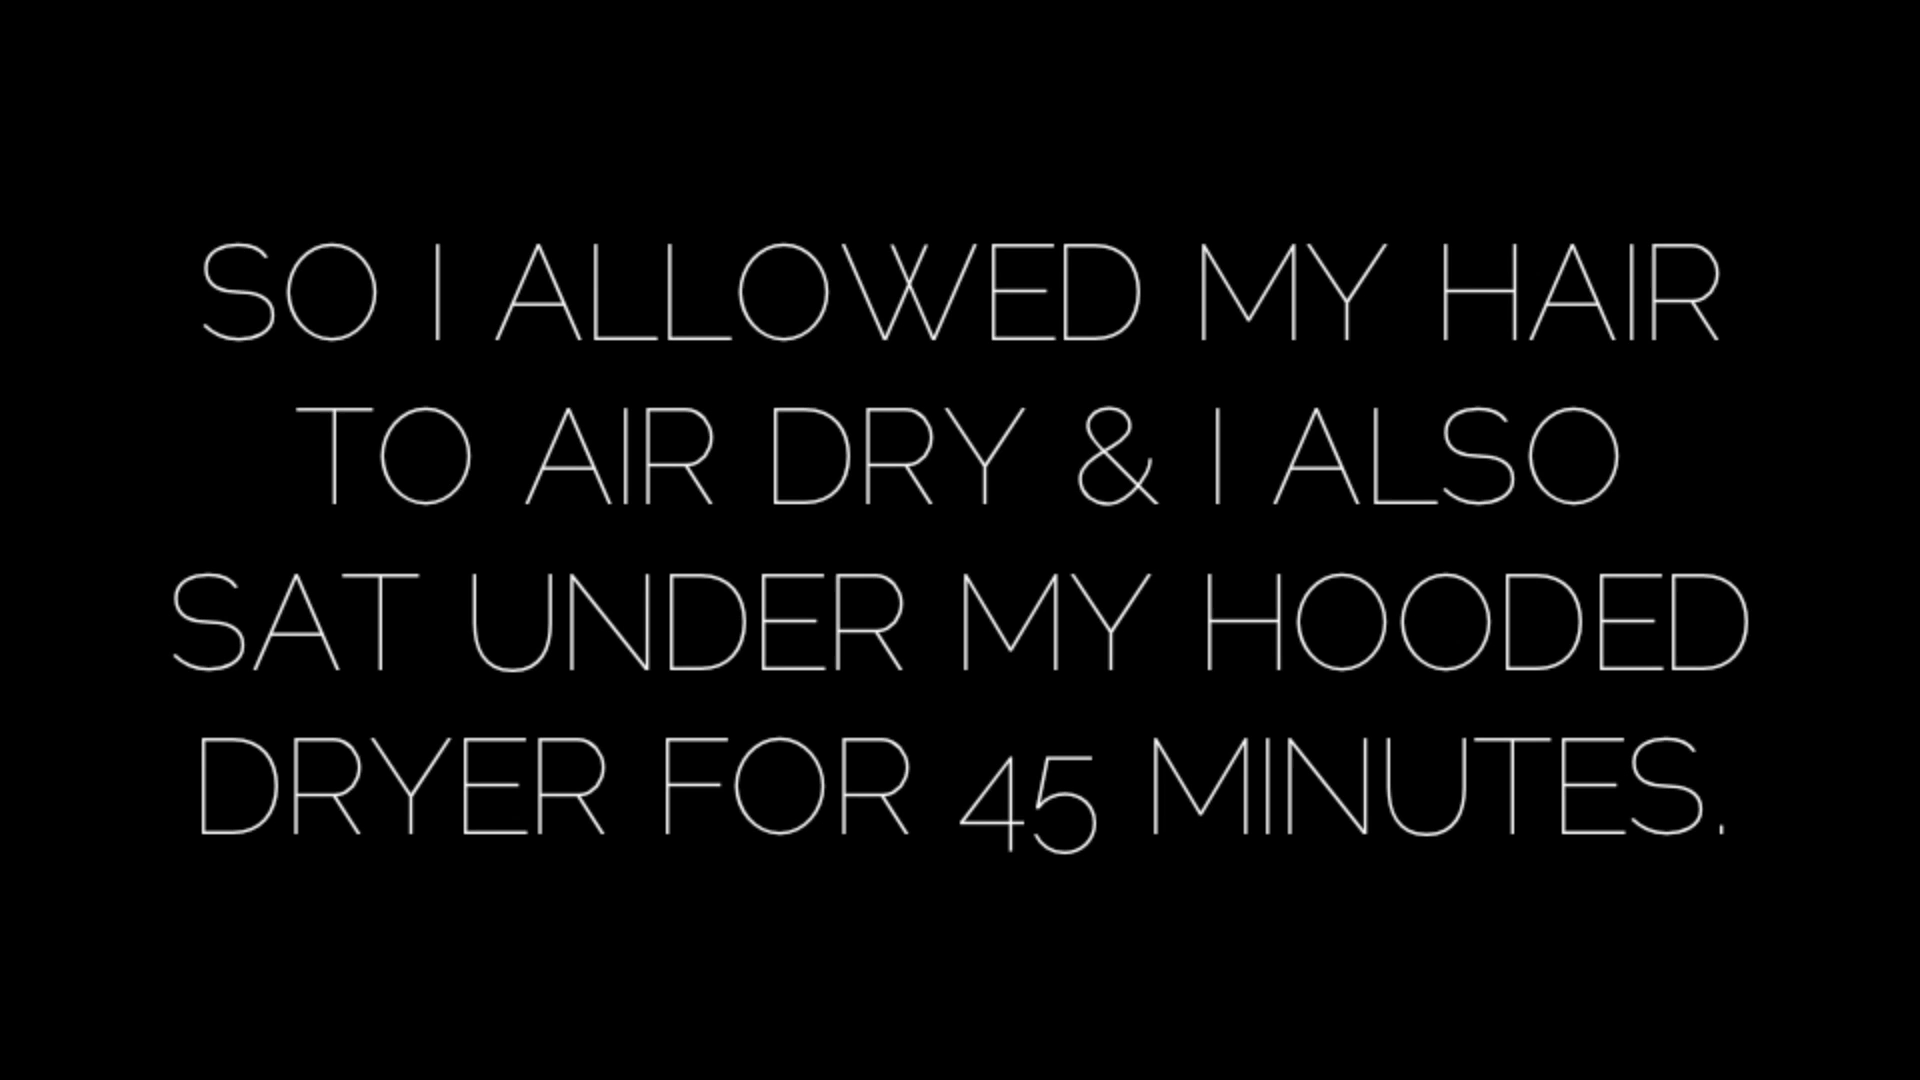 SO I ALLOWED MY HAIR
TO AIR DRY & I ALSO
SAT UNDER MY HOODED
DRYER FOR 45 MINUTES.